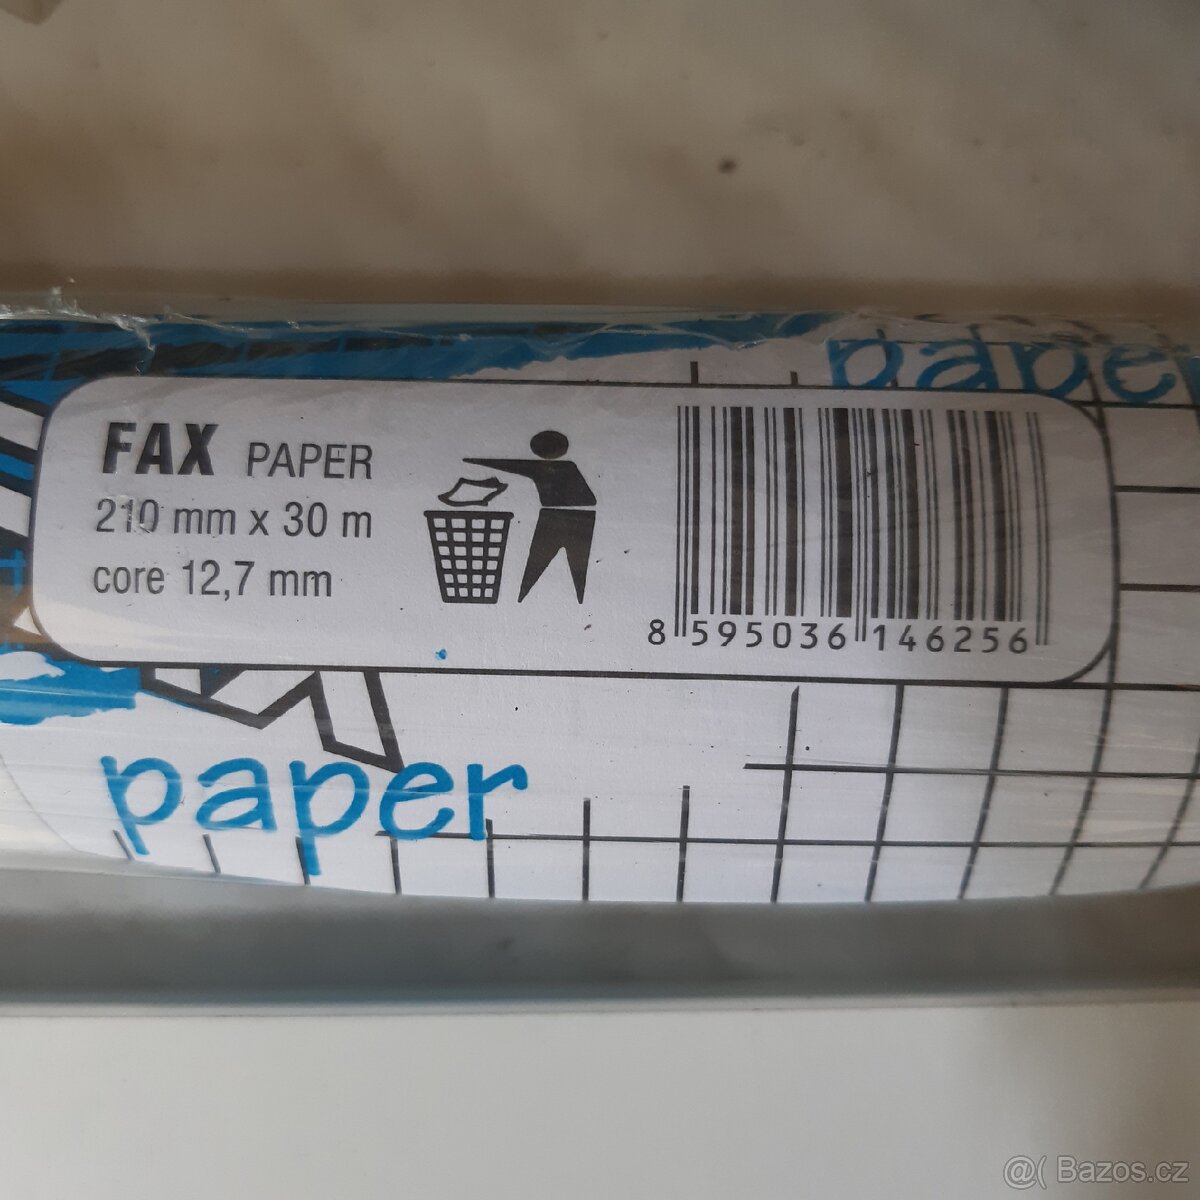 paper
FAX PAPER
210 mm x 30 m
core 12,7 mm
8 595036 146256
paper
@( Bazos.cz